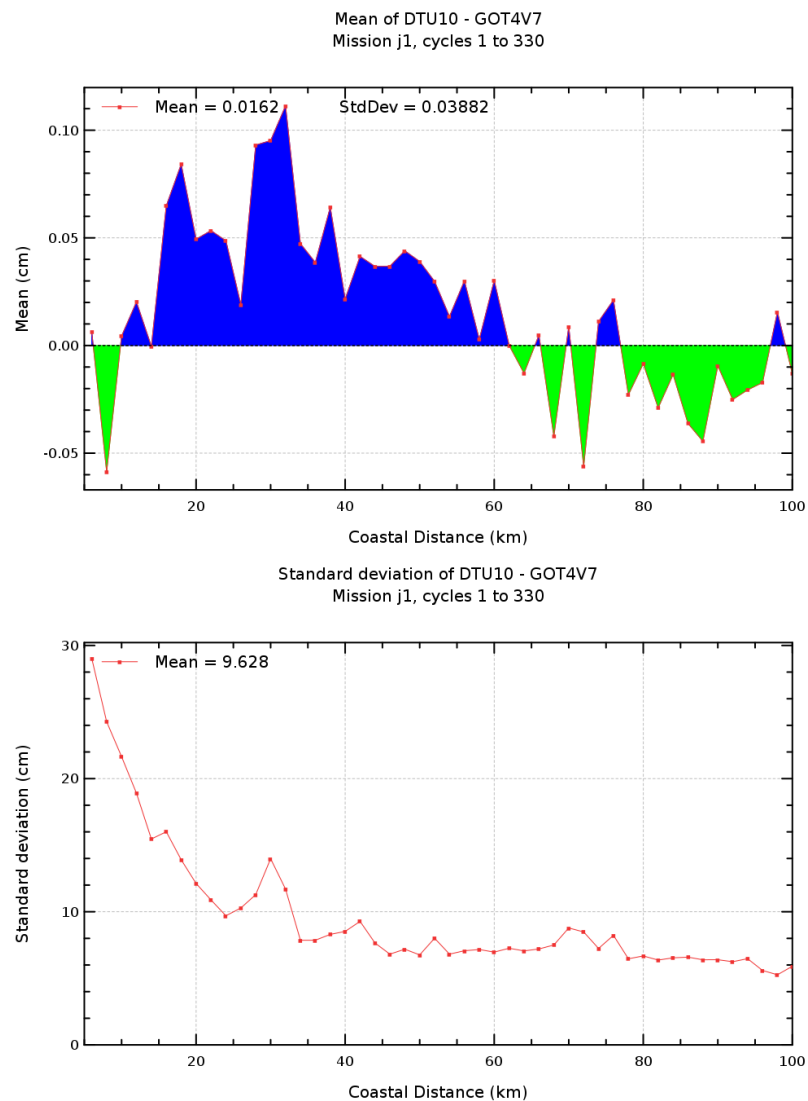 Mean of DTU10 - GOT4V7
Mission j1, cycles 1 to 330
Mean = 0.0162 StdDev = 0.03882
0.10
0.05
0.00
-0.05
Mean (cm)
20 40 60 80 100
Coastal Distance (km)
Standard deviation of DTU10 - GOT4V7
Mission j1, cycles 1 to 330
30
Mean = 9.628
20
10
0
Standard deviation (cm)
20 40 60 80 100
Coastal Distance (km)